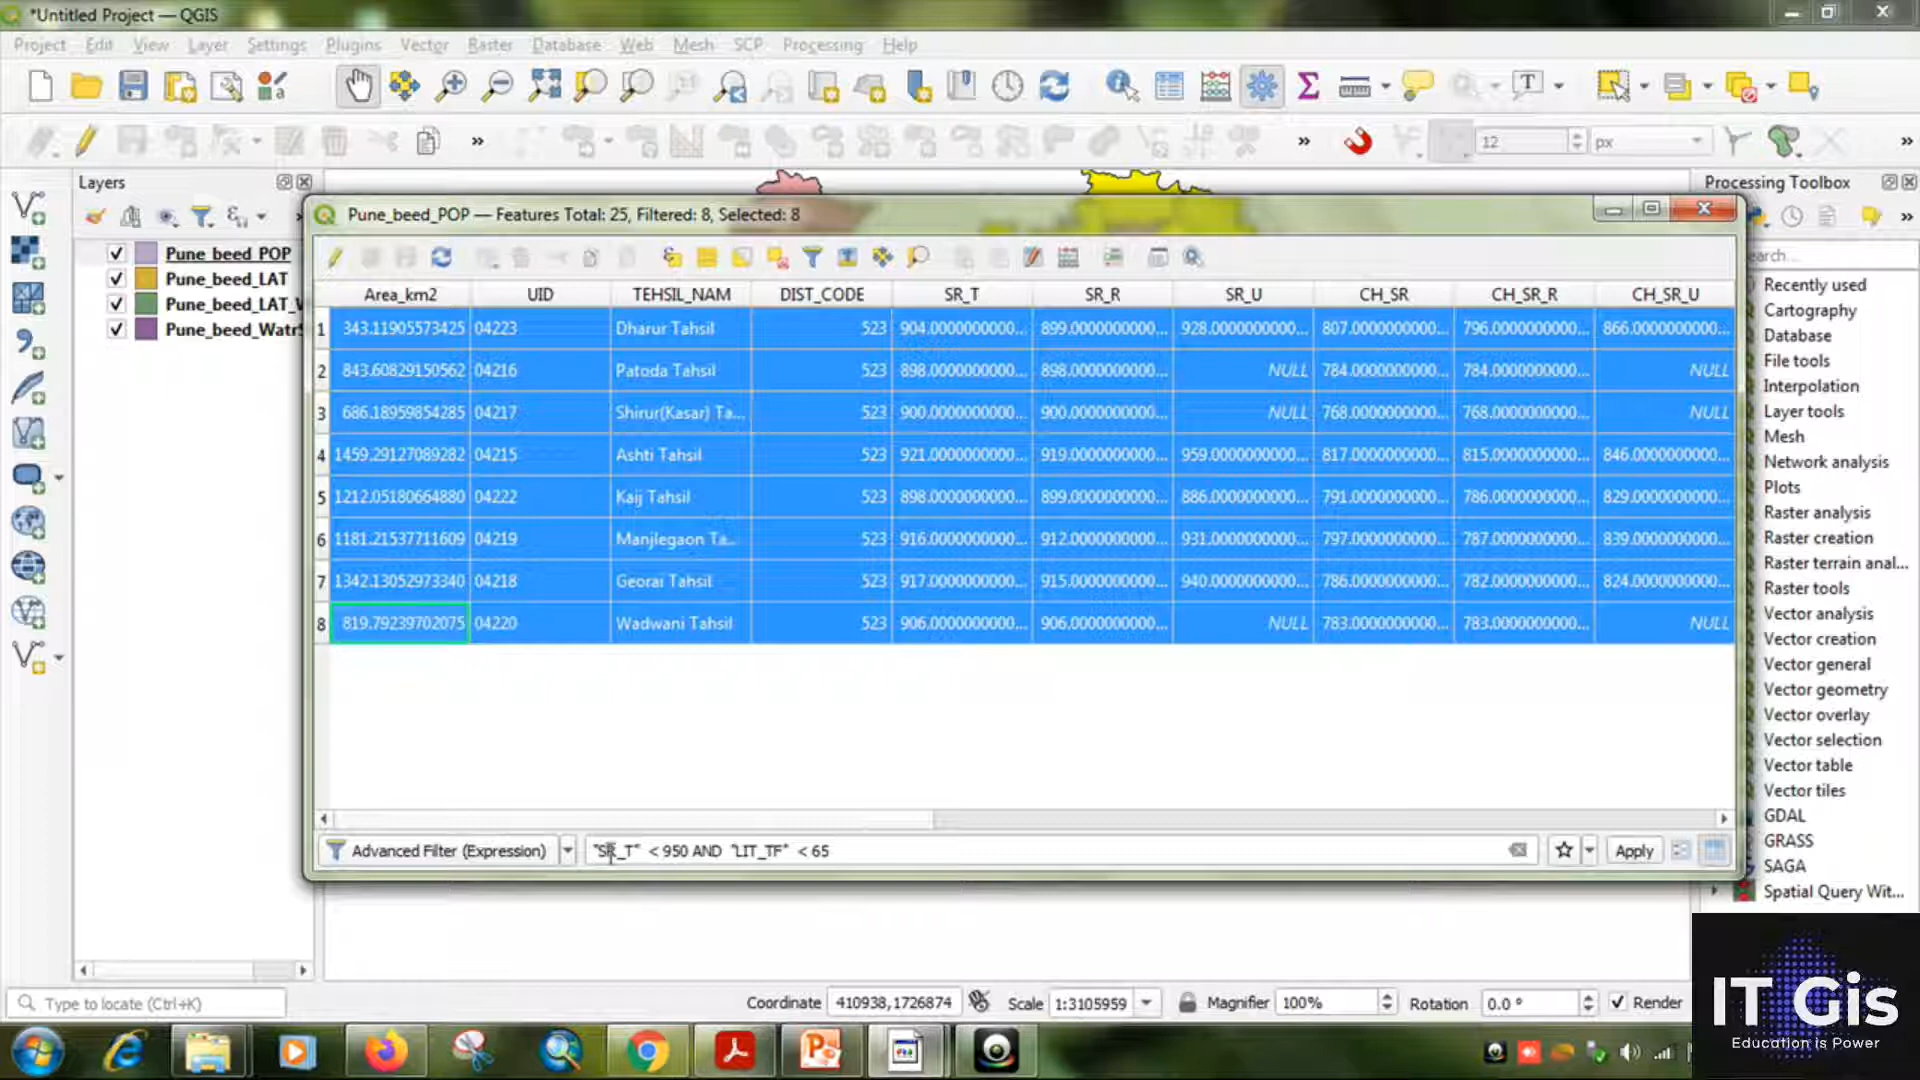 *Untitled Project — QGIS
Project Edit View Layer Settings Plugins Vector Raster Database Web Mesh SCP Processing Help
12 px
Layers
Processing Toolbox
Pune_beed_POP
Pune_beed_LAT
Pune_beed_LAT_V
Pune_beed_WatrS
Pune_beed_POP — Features Total: 25, Filtered: 8, Selected: 8
Area_km2 UID TEHSIL_NAM DIST_CODE SR_T SR_R SR_U CH_SR CH_SR_R CH_SR_U
1 343.11905573425 04223 Dharur Tahsil 523 904.0000000000... 899.0000000000... 928.0000000000... 807.0000000000... 796.0000000000... 866.0000000000...
2 843.60829150562 04216 Patoda Tahsil 523 898.0000000000... 898.0000000000... NULL 784.0000000000... 784.0000000000... NULL
3 686.18959854285 04217 Shirur(Kasar) Ta... 523 900.0000000000... 900.0000000000... NULL 768.0000000000... 768.0000000000... NULL
4 1459.29127089282 04215 Ashti Tahsil 523 921.0000000000... 919.0000000000... 959.0000000000... 817.0000000000... 815.0000000000... 846.0000000000...
5 1212.05180664880 04222 Kaij Tahsil 523 898.0000000000... 899.0000000000... 886.0000000000... 791.0000000000... 786.0000000000... 829.0000000000...
6 1181.21537711609 04219 Manjlegaon Ta... 523 916.0000000000... 912.0000000000... 931.0000000000... 797.0000000000... 787.0000000000... 839.0000000000...
7 1342.13052973340 04218 Georai Tahsil 523 917.0000000000... 915.0000000000... 940.0000000000... 786.0000000000... 782.0000000000... 824.0000000000...
8 819.79239702075 04220 Wadwani Tahsil 523 906.0000000000... 906.0000000000... NULL 783.0000000000... 783.0000000000... NULL
Advanced Filter (Expression) "SR_T" < 950 AND "LIT_TF" < 65 Apply
earch...
Recently used
Cartography
Database
File tools
Interpolation
Layer tools
Mesh
Network analysis
Plots
Raster analysis
Raster creation
Raster terrain anal...
Raster tools
Vector analysis
Vector creation
Vector general
Vector geometry
Vector overlay
Vector selection
Vector table
Vector tiles
GDAL
GRASS
SAGA
Spatial Query Wit...
Type to locate (Ctrl+K)
Coordinate 410938,1726874 Scale 1:3105959 Magnifier 100% Rotation 0.0 ° Render
IT Gis
Education is Power